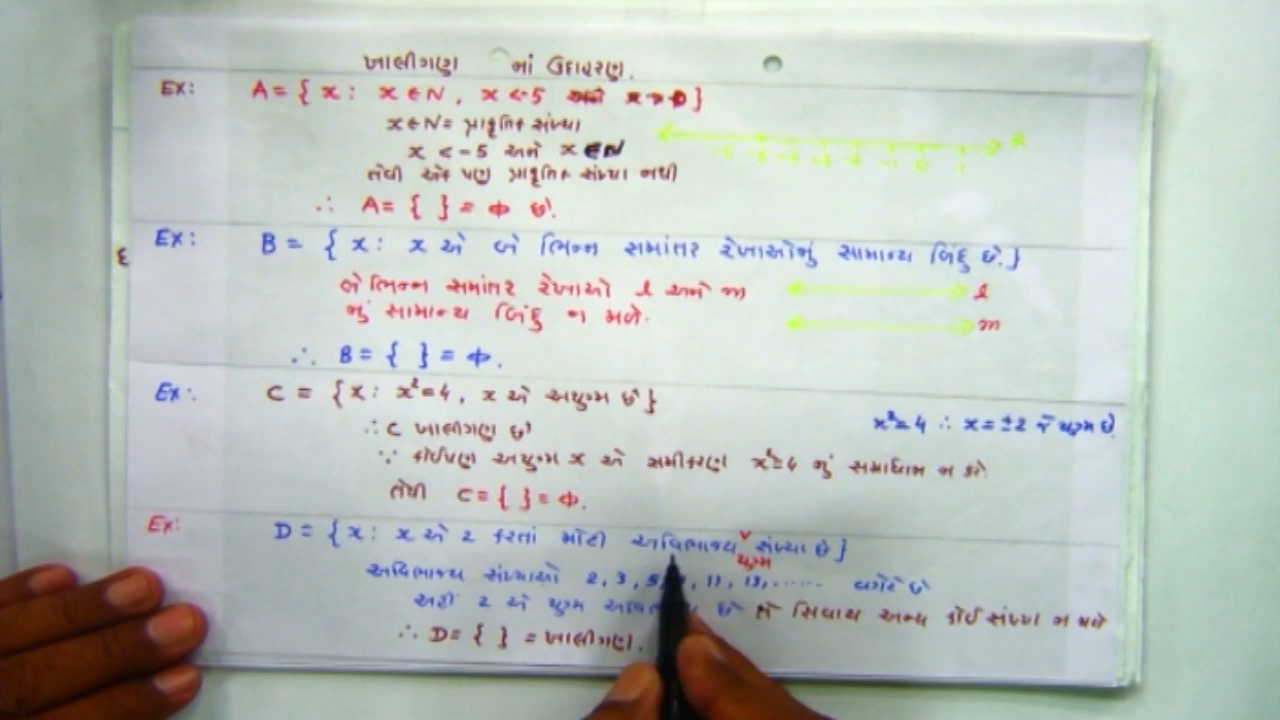 ખાલીગણ નાં ઉદાહરણ.
Ex: A = { x : x ∈ N, x < -5 }
x ∈ N = પ્રાકૃતિક સંખ્યા
x < -5 અને x ∈ N
તેવી એક પણ પ્રાકૃતિક સંખ્યા નથી
∴ A = { } = ф છે.
Ex: B = { x : x એ બે ભિન્ન સમાંતર રેખાઓનું સામાન્ય બિંદુ છે. }
બે ભિન્ન સમાંતર રેખાઓ l અને m l
નું સામાન્ય બિંદુ ન મળે. m
∴ B = { } = ф.
Ex: C = { x : x²=4, x એ અયુગ્મ છે }
x²=4 ∴ x = ±2 જે યુગ્મ છે.
∴ C ખાલીગણ છે
∵ કોઈપણ અયુગ્મ x એ સમીકરણ x²=4 નું સમાધાન ન કરે
તેથી C = { } = ф.
Ex: D = { x : x એ 2 કરતાં મોટી અવિભાજ્ય યુગ્મ સંખ્યા છે }
અવિભાજ્ય સંખ્યાઓ 2, 3, 5, , 11, 13, ...... વગેરે છે
અહીં 2 એ યુગ્મ છે તે સિવાય અન્ય કોઈ સંખ્યા ન મળે
∴ D = { } = ખાલીગણ.